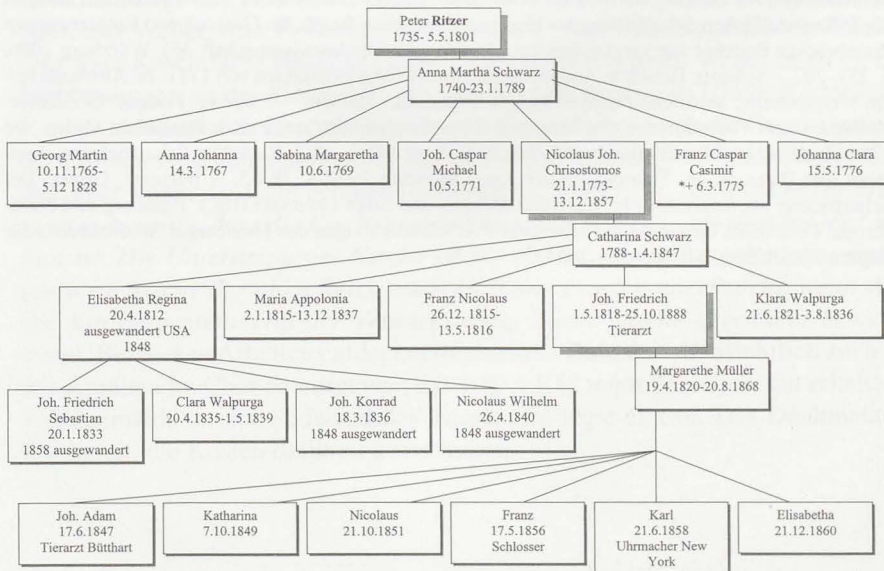 Peter Ritzer
1735- 5.5.1801
Anna Martha Schwarz
1740-23.1.1789
Georg Martin
10.11.1765-
5.12 1828
Anna Johanna
14.3. 1767
Sabina Margaretha
10.6.1769
Joh. Caspar
Michael
10.5.1771
Nicolaus Joh.
Chrisostomos
21.1.1773-
13.12.1857
Franz Caspar
Casimir
*+ 6.3.1775
Johanna Clara
15.5.1776
Catharina Schwarz
1788-1.4.1847
Elisabetha Regina
20.4.1812
ausgewandert USA
1848
Maria Appolonia
2.1.1815-13.12 1837
Franz Nicolaus
26.12. 1815-
13.5.1816
Joh. Friedrich
1.5.1818-25.10.1888
Tierarzt
Klara Walpurga
21.6.1821-3.8.1836
Margarethe Müller
19.4.1820-20.8.1868
Joh. Friedrich
Sebastian
20.1.1833
1858 ausgewandert
Clara Walpurga
20.4.1835-1.5.1839
Joh. Konrad
18.3.1836
1848 ausgewandert
Nicolaus Wilhelm
26.4.1840
1848 ausgewandert
Joh. Adam
17.6.1847
Tierarzt Bütthart
Katharina
7.10.1849
Nicolaus
21.10.1851
Franz
17.5.1856
Schlosser
Karl
21.6.1858
Uhrmacher New
York
Elisabetha
21.12.1860